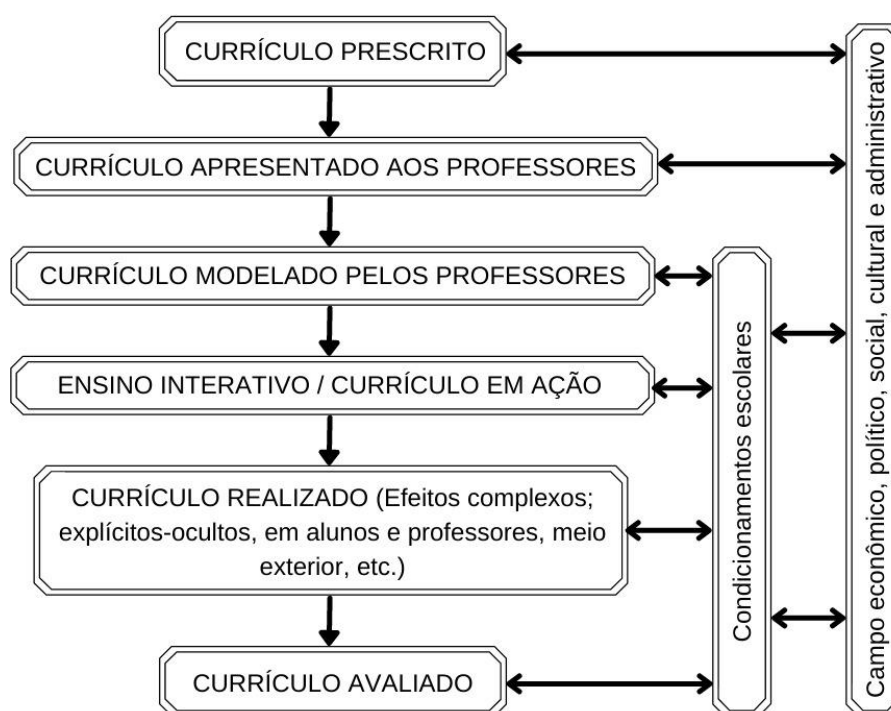 CURRÍCULO PRESCRITO
CURRÍCULO APRESENTADO AOS PROFESSORES
CURRÍCULO MODELADO PELOS PROFESSORES
ENSINO INTERATIVO / CURRÍCULO EM AÇÃO
CURRÍCULO REALIZADO (Efeitos complexos;
explícitos-ocultos, em alunos e professores, meio
exterior, etc.)
CURRÍCULO AVALIADO
Condicionamentos escolares
Campo econômico, político, social, cultural e administrativo